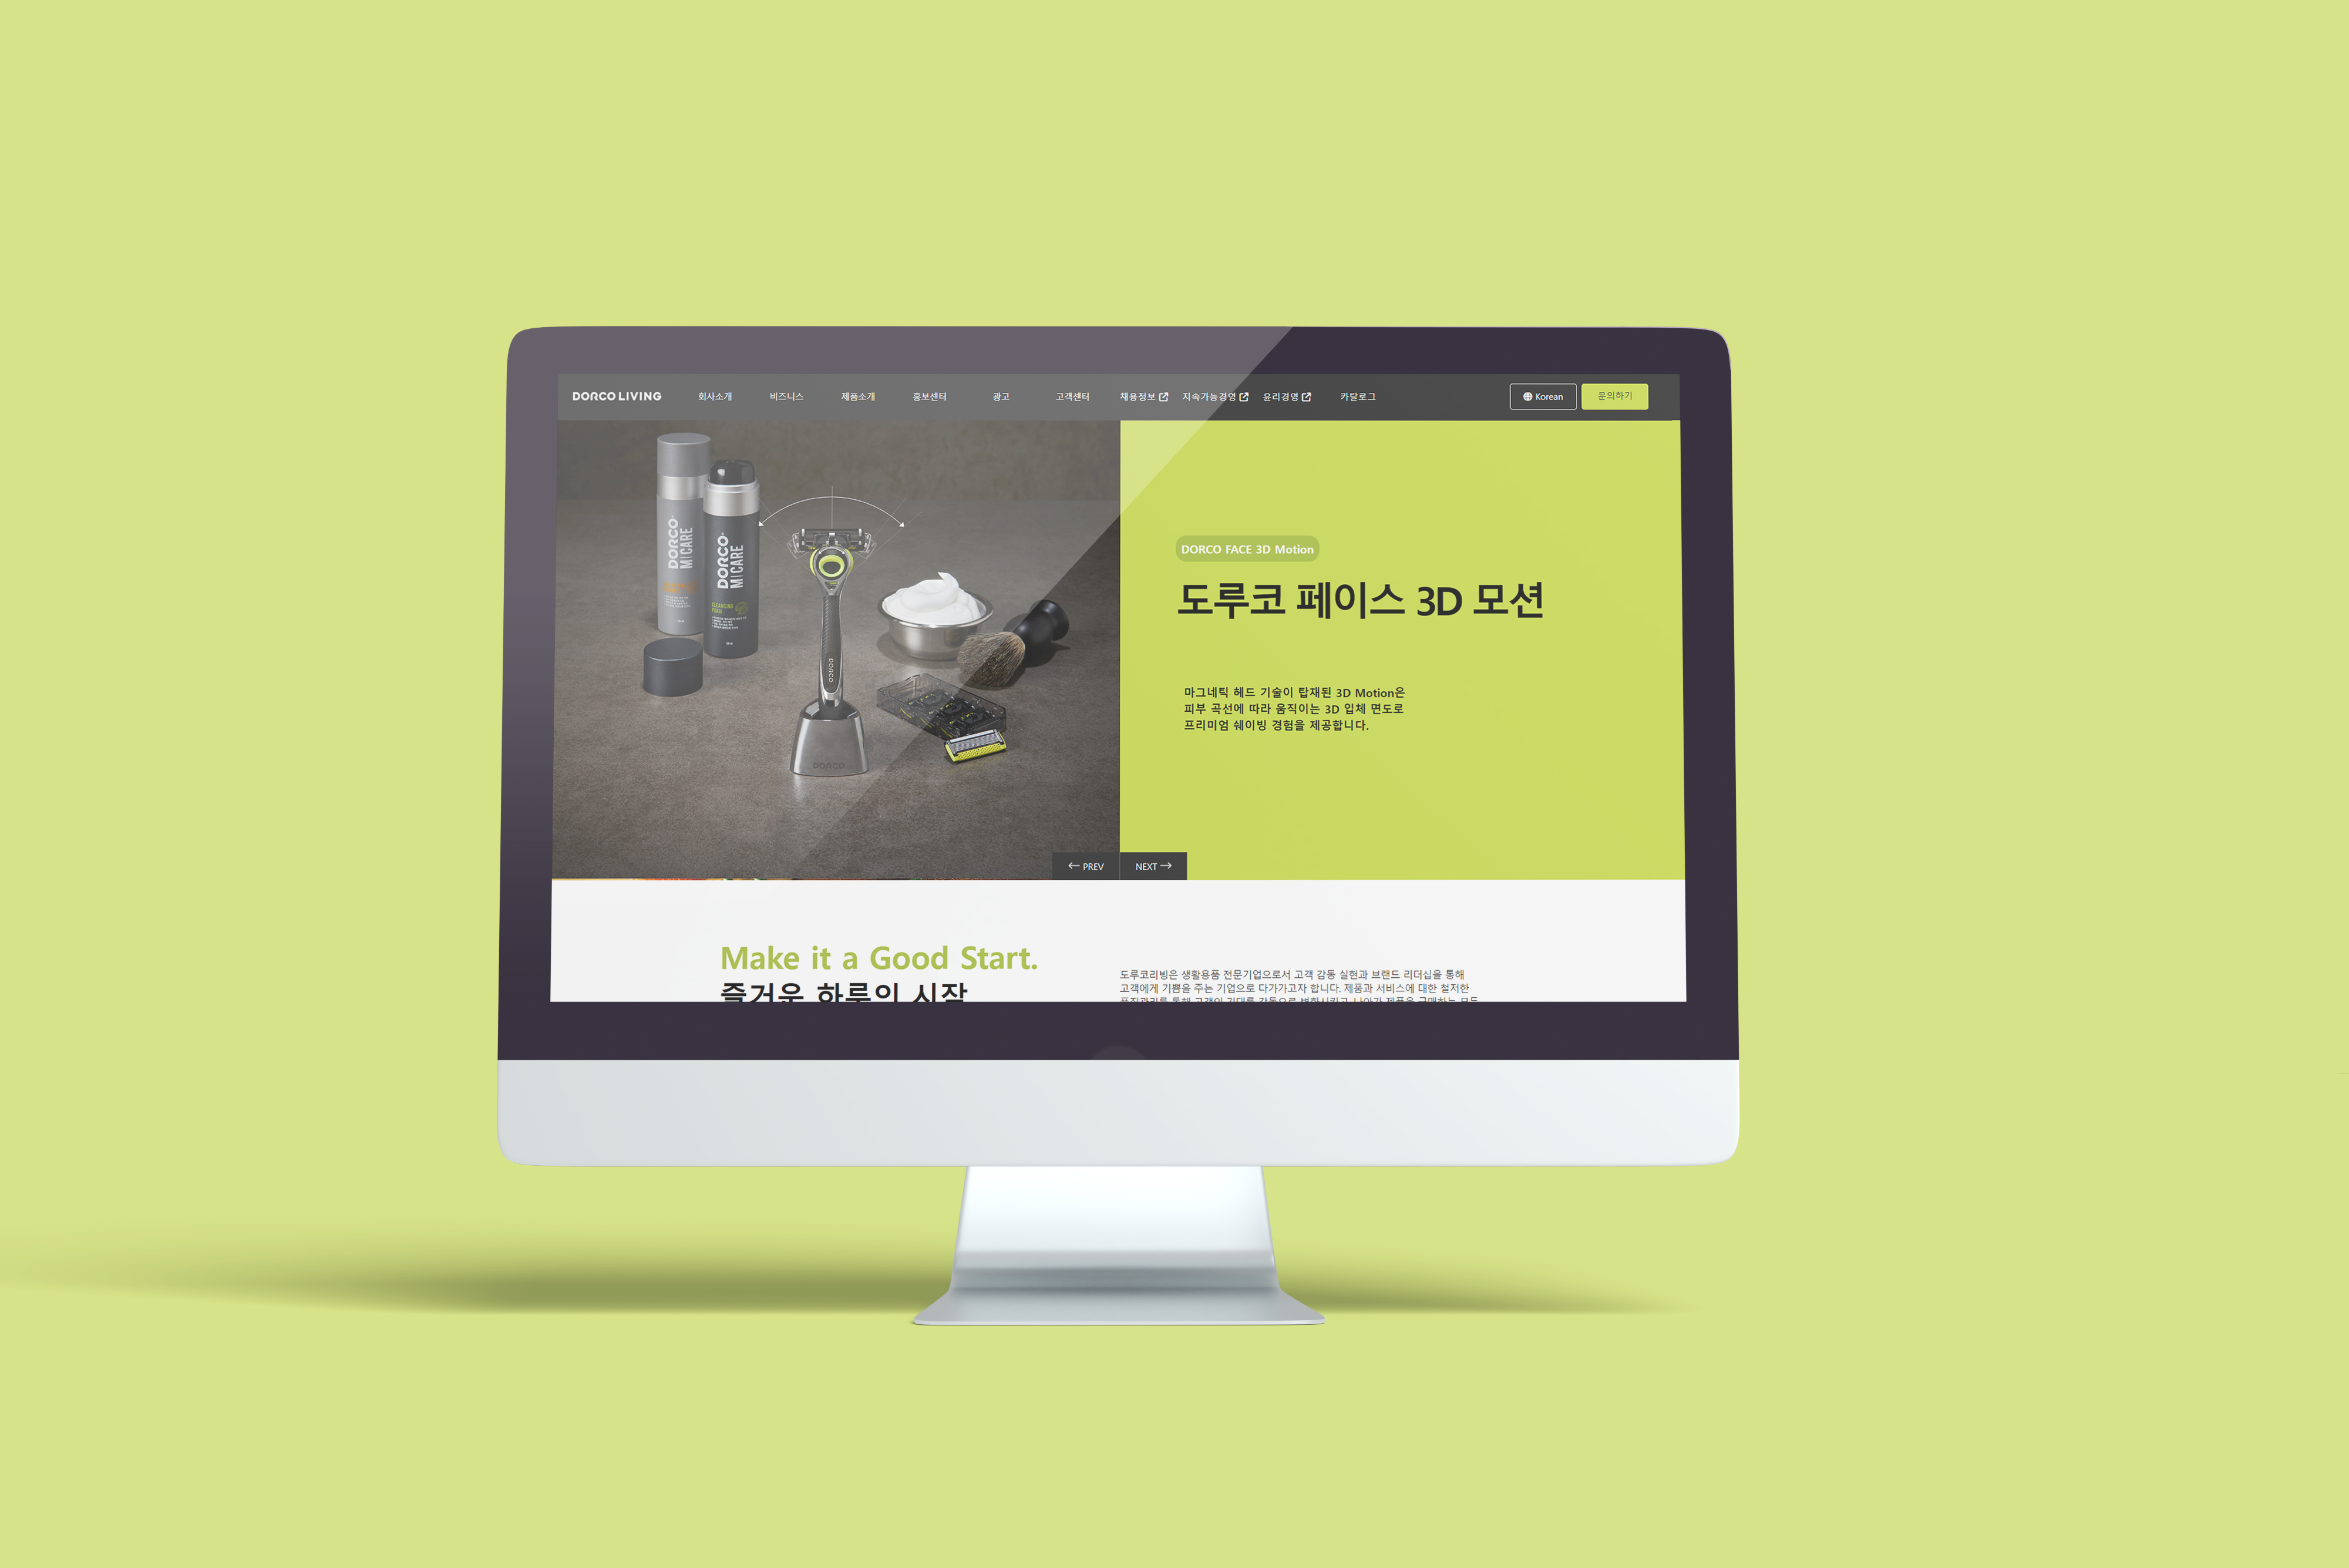 DORCO LIVING 회사소개 비즈니스 제품소개 홍보센터 광고 고객센터 채용정보 지속가능경영 윤리경영 카탈로그 Korean 문의하기
DORCO
M|CARE
DORCO
M|CARE
CLEANSING
FOAM
DORCO
DORCO
DORCO FACE 3D Motion
도루코 페이스 3D 모션
마그네틱 헤드 기술이 탑재된 3D Motion은
피부 곡선에 따라 움직이는 3D 입체 면도로
프리미엄 쉐이빙 경험을 제공합니다.
PREV NEXT
Make it a Good Start.
즐거운 하루의 시작
도루코리빙은 생활용품 전문기업으로서 고객 감동 실현과 브랜드 리더십을 통해
고객에게 기쁨을 주는 기업으로 다가가고자 합니다. 제품과 서비스에 대한 철저한